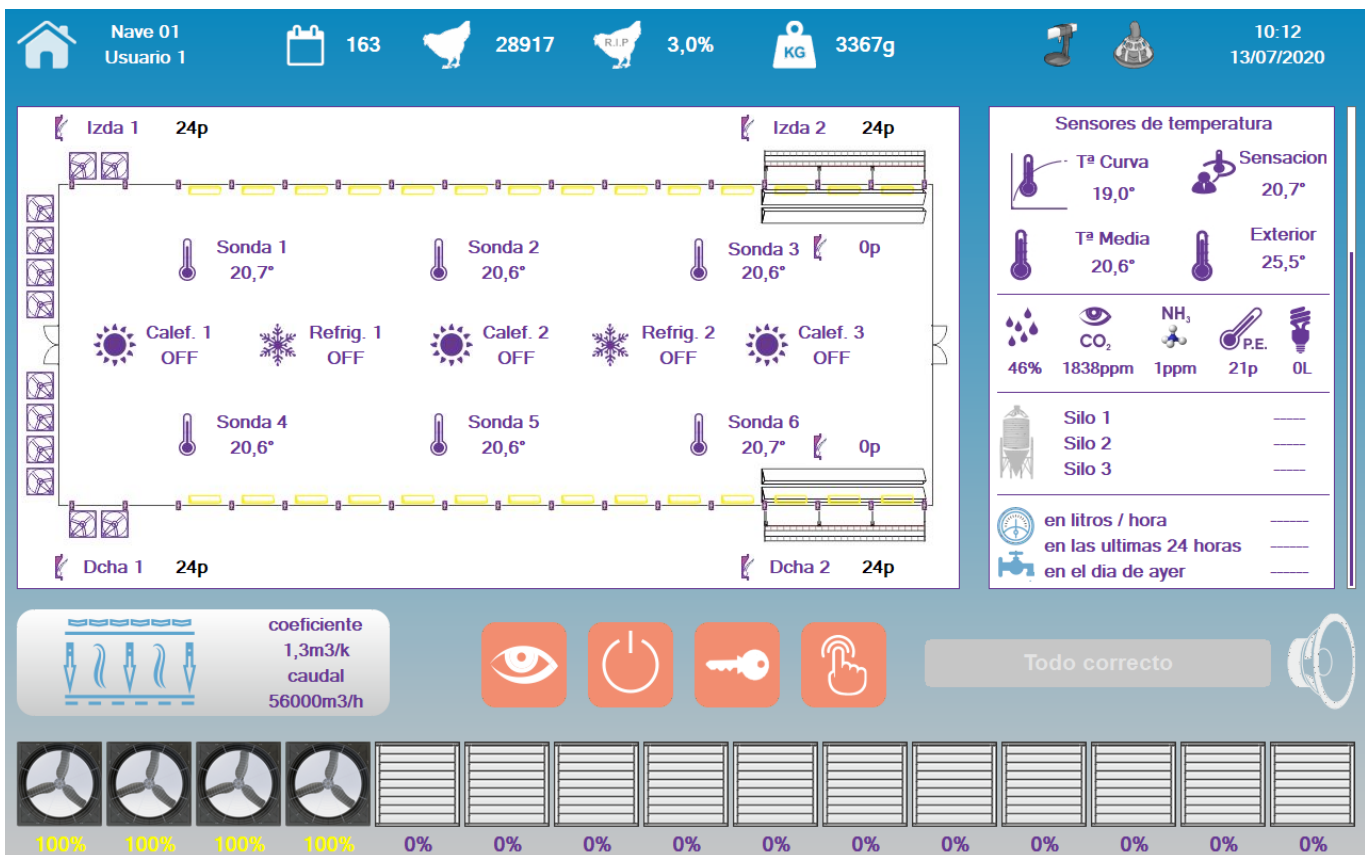 Nave 01
Usuario 1
163
28917
R.I.P
3,0%
KG
3367g
10:12
13/07/2020
Izda 1 24p
Izda 2 24p
Sonda 1
20,7°
Sonda 2
20,6°
Sonda 3 0p
20,6°
Calef. 1
OFF
Refrig. 1
OFF
Calef. 2
OFF
Refrig. 2
OFF
Calef. 3
OFF
Sonda 4
20,6°
Sonda 5
20,6°
Sonda 6
20,7° 0p
Dcha 1 24p
Dcha 2 24p
Sensores de temperatura
Tª Curva
19,0°
Sensacion
20,7°
Tª Media
20,6°
Exterior
25,5°
CO₂
NH₃
P.E.
46% 1838ppm 1ppm 21p 0L
Silo 1 -----
Silo 2 -----
Silo 3 -----
en litros / hora ------
en las ultimas 24 horas ------
en el dia de ayer ------
coeficiente
1,3m3/k
caudal
56000m3/h
Todo correcto
100% 100% 100% 100% 0% 0% 0% 0% 0% 0% 0% 0% 0% 0% 0%